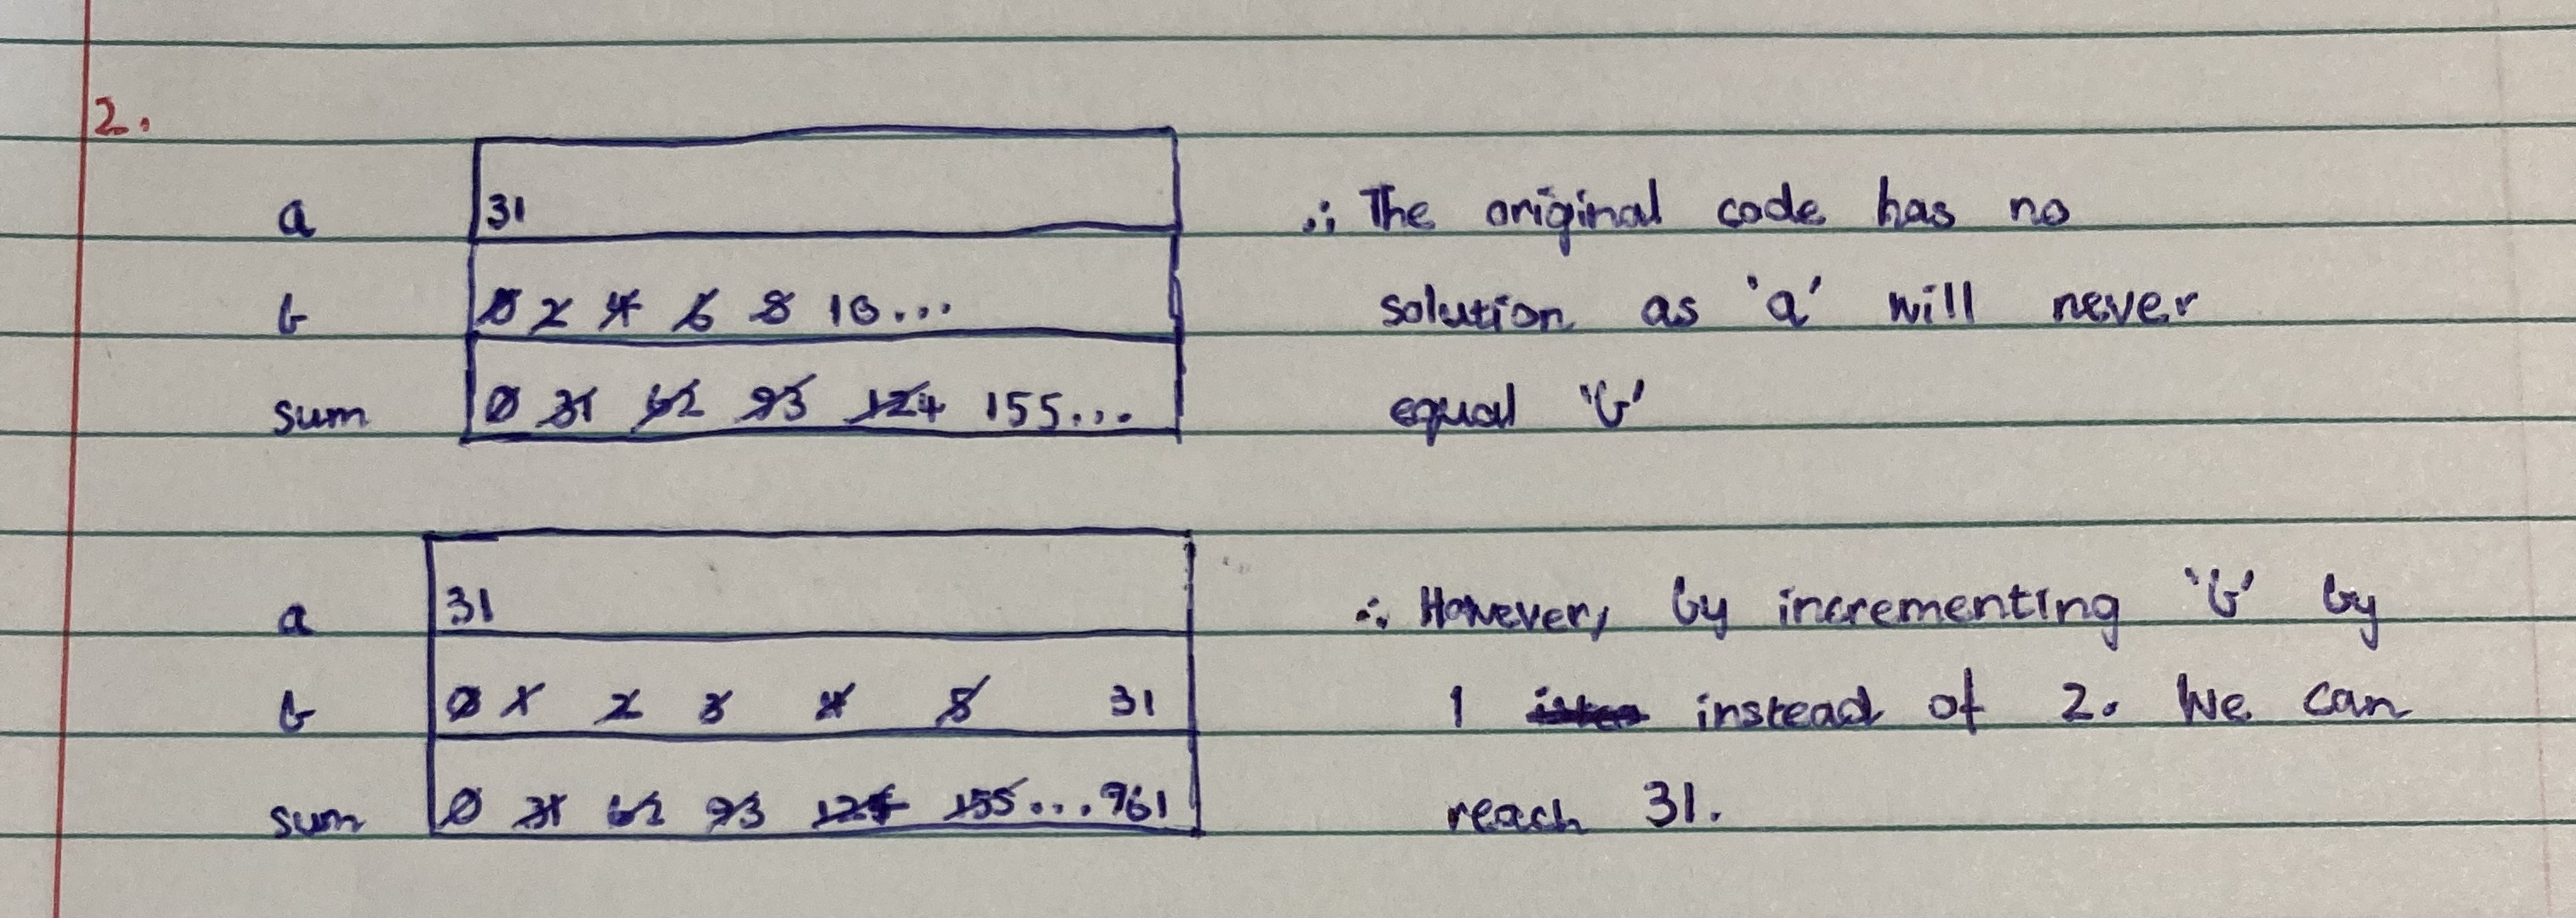 2.
a 31 ∴ The original code has no
b 0 2 4 6 8 10... solution as 'a' will never
sum 0 31 62 93 124 155... equal 'b'
a 31 ∴ However, by incrementing 'b' by
b 0 1 2 3 4 5 31 1 instead of 2. We can
sum 0 31 62 93 124 155...961 reach 31.